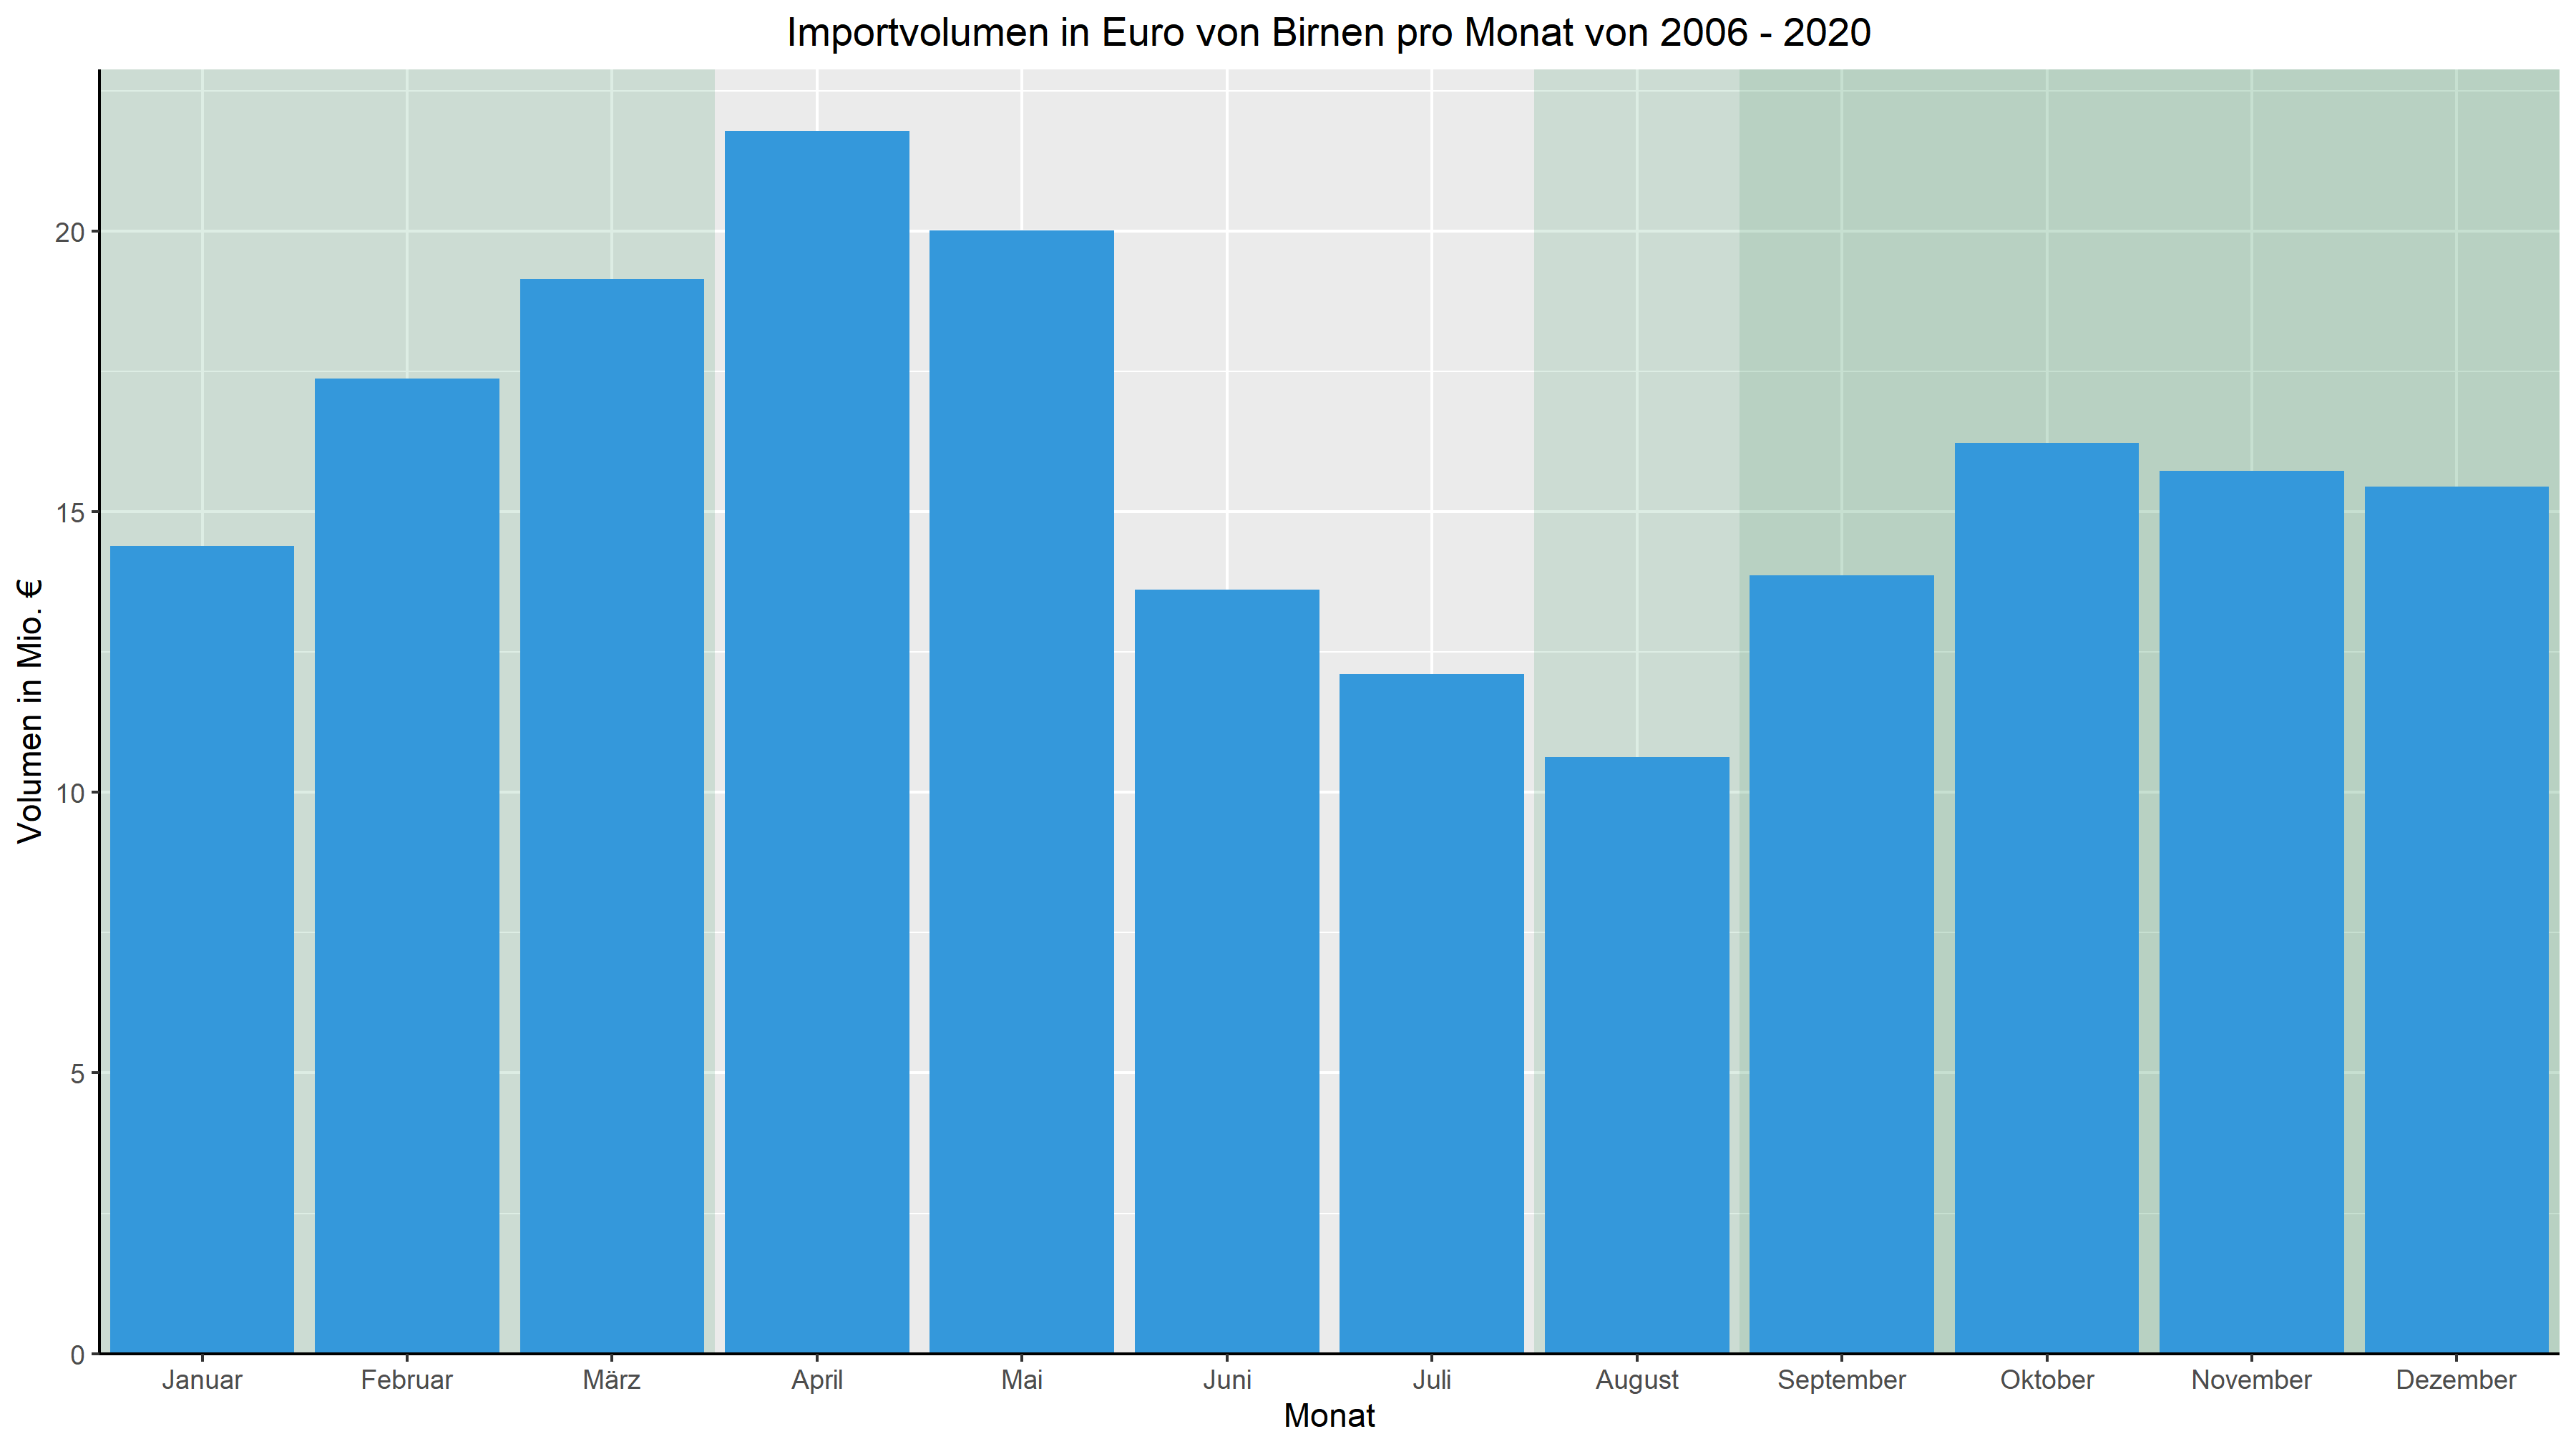 Importvolumen in Euro von Birnen pro Monat von 2006 - 2020
Volumen in Mio. €
20
15
10
5
0
Januar Februar März April Mai Juni Juli August September Oktober November Dezember
Monat